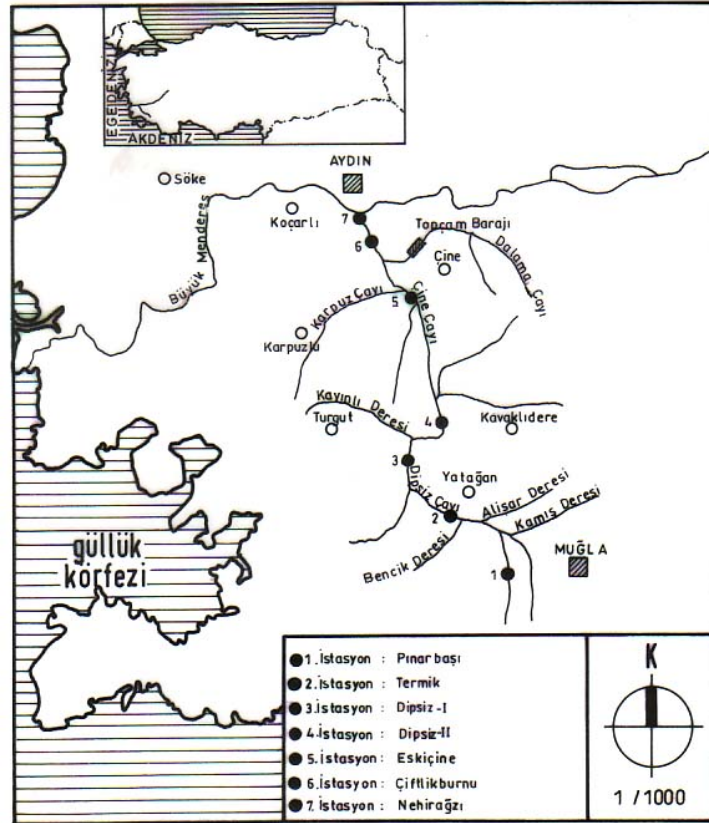 EGE DENİZİ
AKDENİZ
AYDIN
Söke
Koçarlı
Büyük Menderes
7
6
Topçam Barajı
Çine
Dalama Çayı
5
Karpuz Çayı
Çine Çayı
Karpuzlu
Kayınlı Deresi
Turgut
4
Kavaklıdere
3
Dipsiz Çayı
Yatağan
2
Alişar Deresi
Kamış Deresi
Bencik Deresi
1
MUĞLA
güllük
körfezi
1.İstasyon : Pınarbaşı
2.İstasyon : Termik
3.İstasyon : Dipsiz-I
4.İstasyon : Dipsiz-II
5.İstasyon : Eskiçine
6.İstasyon : Çiftlikburnu
7.İstasyon : Nehirağzı
K
1 / 1000